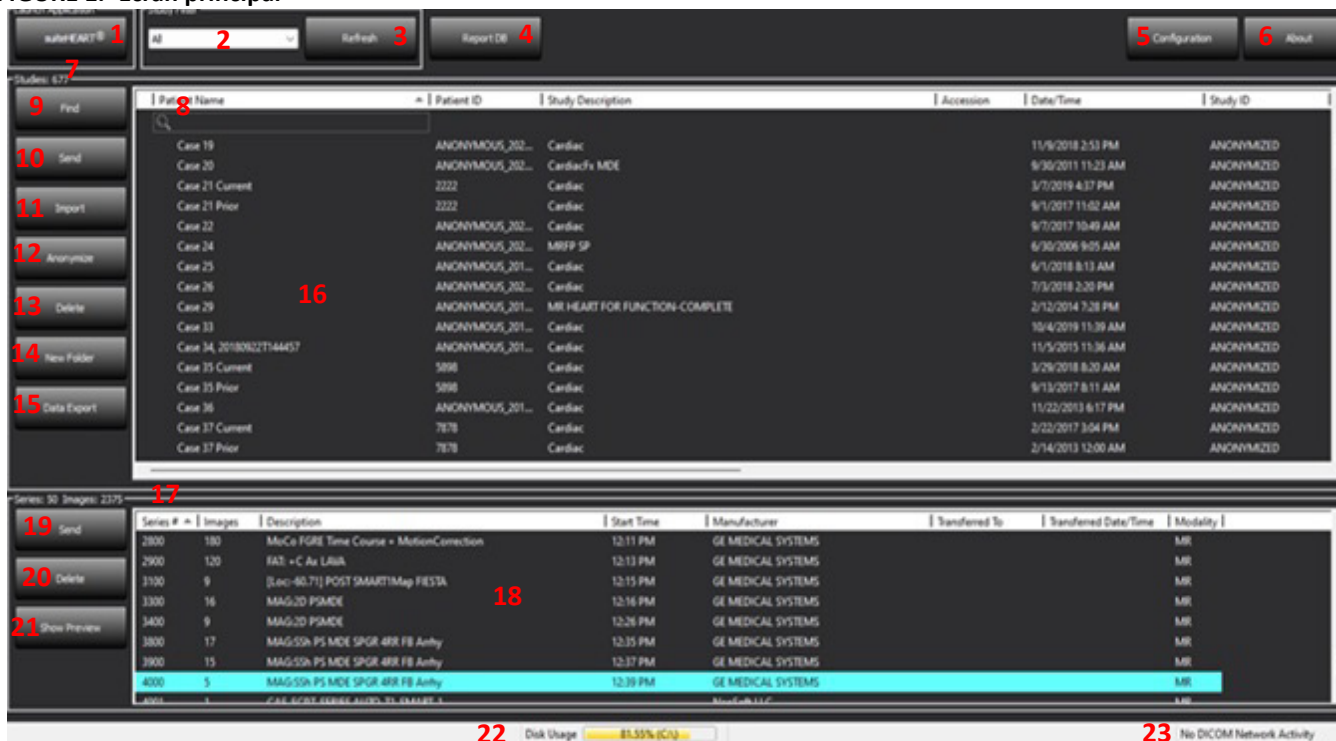 FIGURE 2. Écran principal
Launch Application
Study Filter
suiteHEART® 1
All 2
Refresh 3
Report DB 4
5 Configuration
6 About
7
Studies: 677
9 Find
10 Send
11 Import
12 Anonymize
13 Delete
14 New Folder
15 Data Export
8
Patient Name Patient ID Study Description Accession Date/Time Study ID
Case 19 ANONYMOUS_202... Cardiac 11/9/2018 2:53 PM ANONYMIZED
Case 20 ANONYMOUS_202... CardiacFx MDE 9/30/2011 11:23 AM ANONYMIZED
Case 21 Current 2222 Cardiac 3/7/2019 4:37 PM ANONYMIZED
Case 21 Prior 2222 Cardiac 9/1/2017 11:02 AM ANONYMIZED
Case 22 ANONYMOUS_202... Cardiac 9/7/2017 10:49 AM ANONYMIZED
Case 24 ANONYMOUS_202... MRFP SP 6/30/2006 9:05 AM ANONYMIZED
Case 25 ANONYMOUS_201... Cardiac 6/1/2018 8:13 AM ANONYMIZED
Case 26 ANONYMOUS_202... Cardiac 7/3/2018 2:20 PM ANONYMIZED
16
Case 29 ANONYMOUS_201... MR HEART FOR FUNCTION-COMPLETE 2/12/2014 7:28 PM ANONYMIZED
Case 33 ANONYMOUS_201... Cardiac 10/4/2019 11:39 AM ANONYMIZED
Case 34, 20180922T144457 ANONYMOUS_201... Cardiac 11/5/2015 11:36 AM ANONYMIZED
Case 35 Current 5898 Cardiac 3/29/2018 8:20 AM ANONYMIZED
Case 35 Prior 5898 Cardiac 9/13/2017 8:11 AM ANONYMIZED
Case 36 ANONYMOUS_201... Cardiac 11/22/2013 6:17 PM ANONYMIZED
Case 37 Current 7878 Cardiac 2/22/2017 3:04 PM ANONYMIZED
Case 37 Prior 7878 Cardiac 2/14/2013 12:00 AM ANONYMIZED
Series: 50 Images: 2375
17
19 Send
20 Delete
21 Show Preview
Series # Images Description Start Time Manufacturer Transferred To Transferred Date/Time Modality
2800 180 MoCo FGRE Time Course + MotionCorrection 12:11 PM GE MEDICAL SYSTEMS MR
2900 120 FAT: +C Ax LAVA 12:13 PM GE MEDICAL SYSTEMS MR
3100 9 [Loc:-60.71] POST SMART1Map FIESTA 12:15 PM GE MEDICAL SYSTEMS MR
18
3300 16 MAG:2D PSMDE 12:16 PM GE MEDICAL SYSTEMS MR
3400 9 MAG:2D PSMDE 12:26 PM GE MEDICAL SYSTEMS MR
3800 17 MAG:SSh PS MDE SPGR 4RR FB Arrhy 12:35 PM GE MEDICAL SYSTEMS MR
3900 15 MAG:SSh PS MDE SPGR 4RR FB Arrhy 12:37 PM GE MEDICAL SYSTEMS MR
4000 5 MAG:SSh PS MDE SPGR 4RR FB Arrhy 12:39 PM GE MEDICAL SYSTEMS MR
4001 1
22 Disk Usage 81.55% (C:\)
23 No DICOM Network Activity